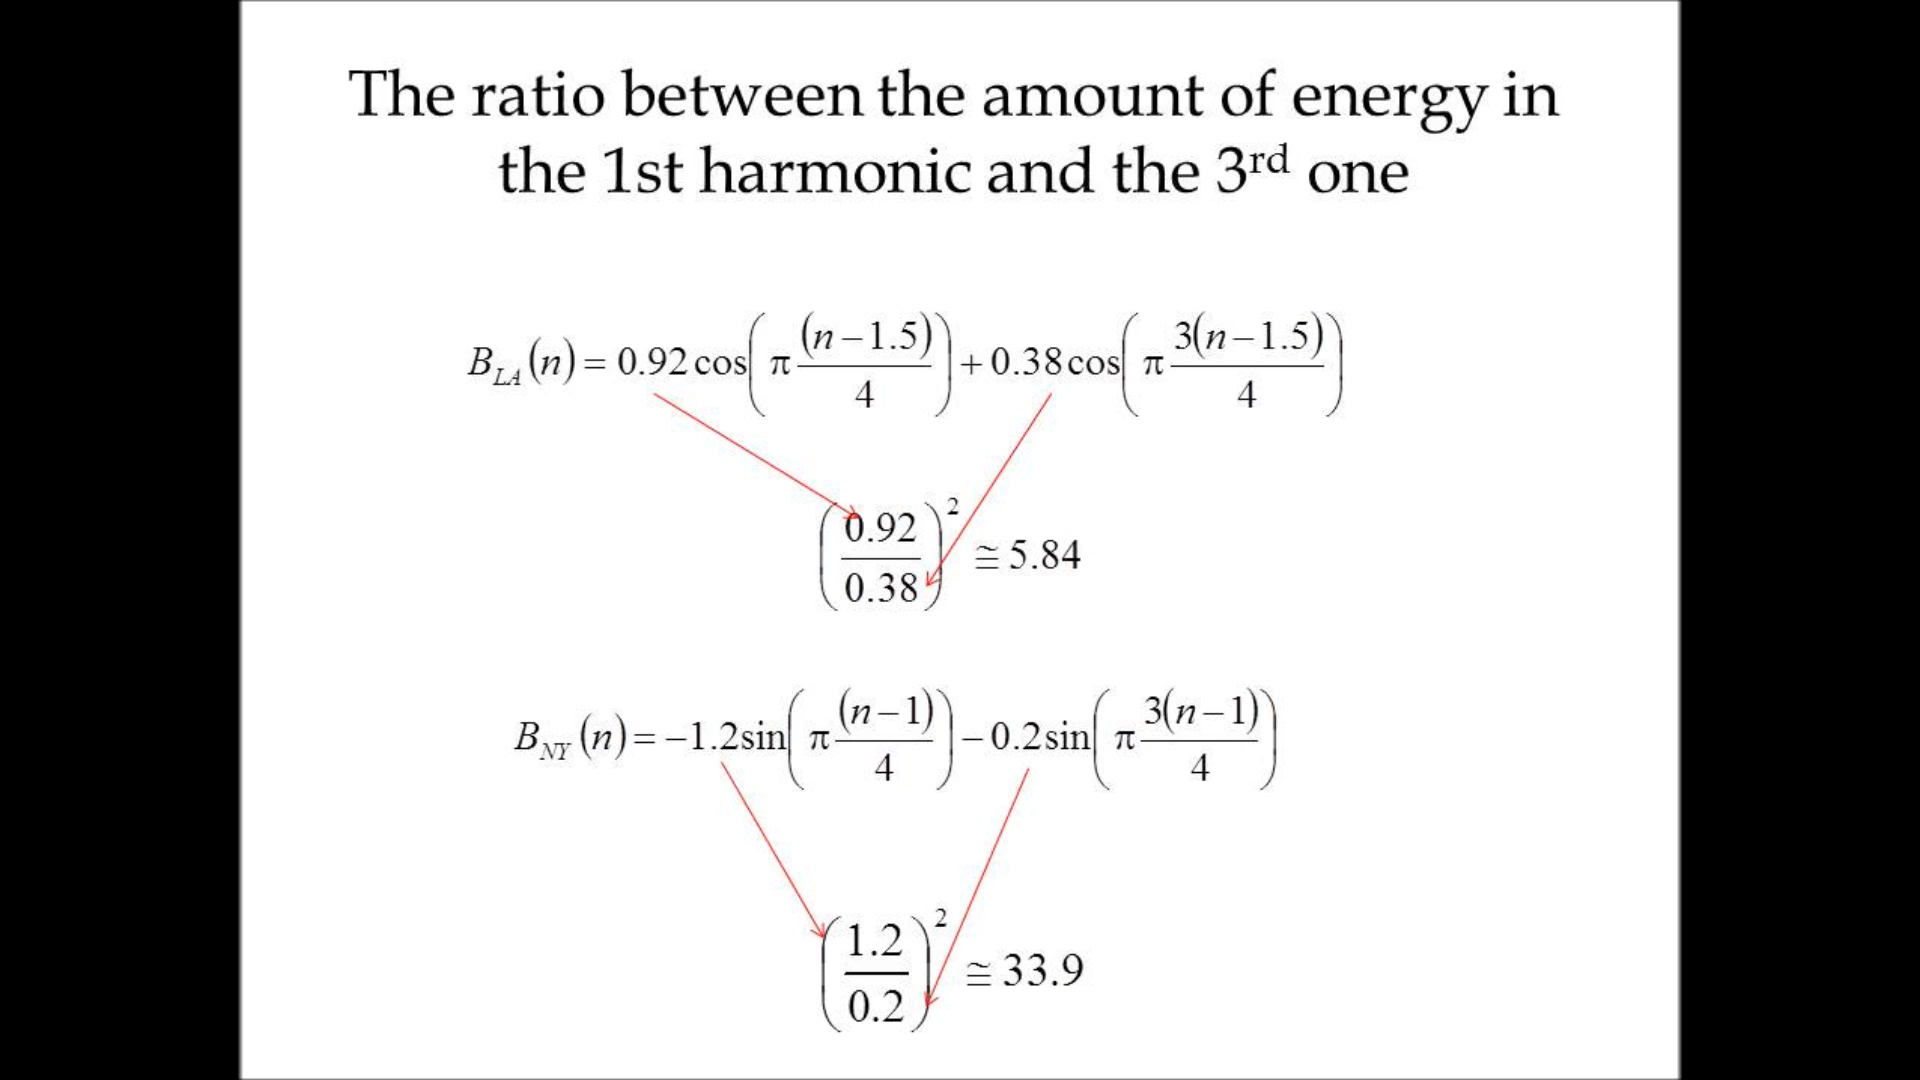 The ratio between the amount of energy in
the 1st harmonic and the 3rd one
B_LA(n) = 0.92 cos(π (n−1.5)/4) + 0.38 cos(π 3(n−1.5)/4)
(0.92/0.38)² ≅ 5.84
B_NY(n) = −1.2 sin(π (n−1)/4) − 0.2 sin(π 3(n−1)/4)
(1.2/0.2)² ≅ 33.9